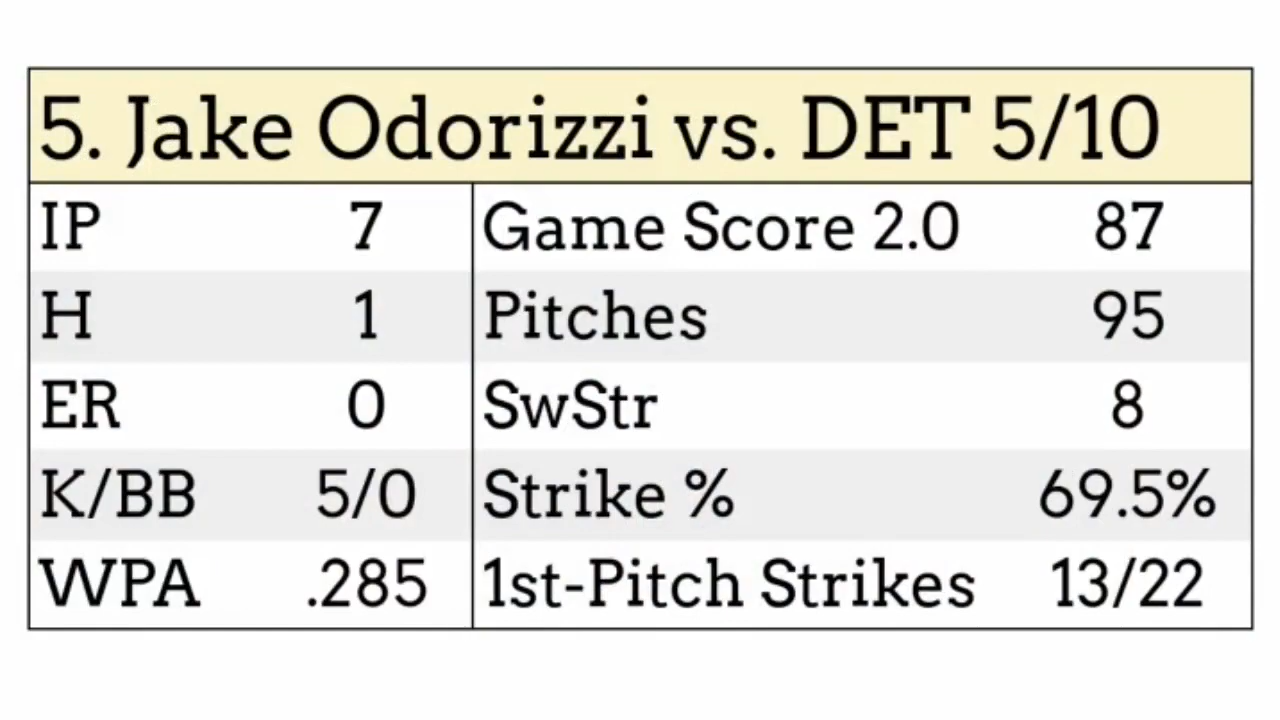 5. Jake Odorizzi vs. DET 5/10
IP 7 Game Score 2.0 87
H 1 Pitches 95
ER 0 SwStr 8
K/BB 5/0 Strike % 69.5%
WPA .285 1st-Pitch Strikes 13/22